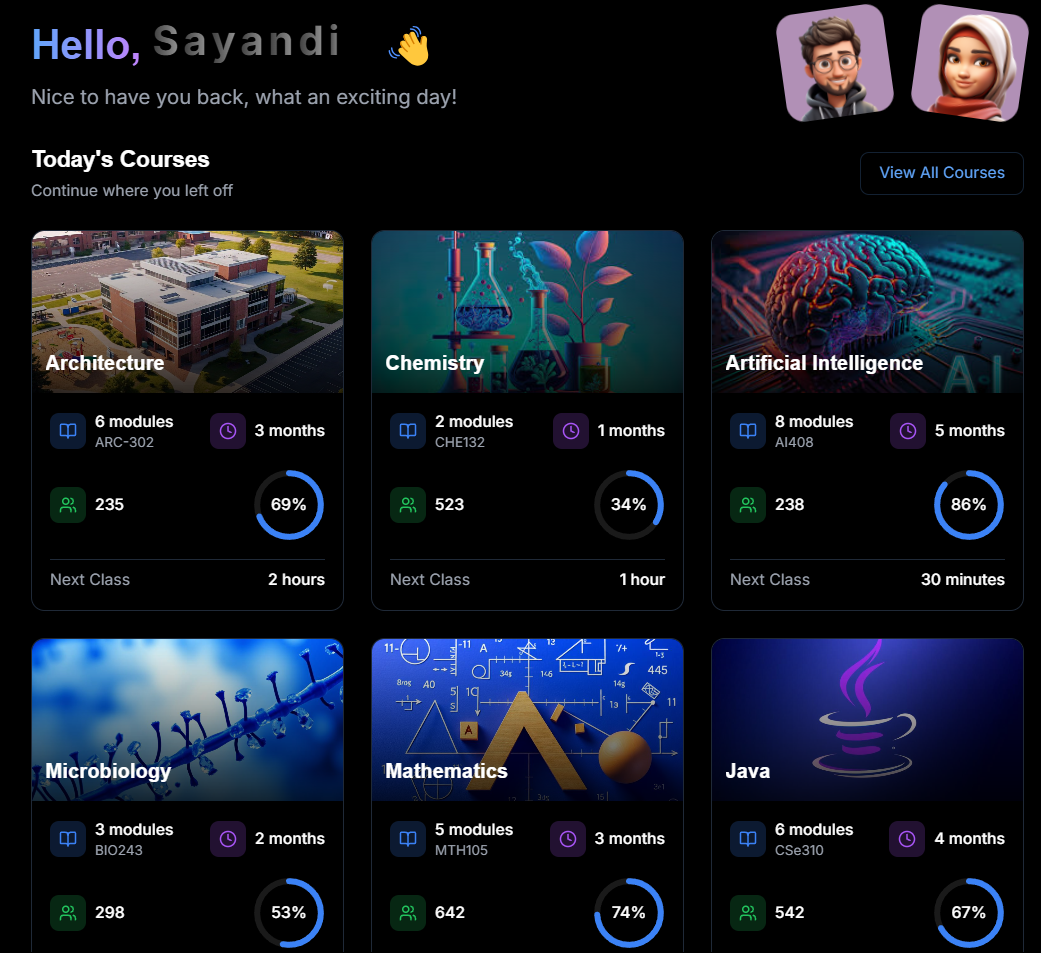 Hello, Sayandi 👋
Nice to have you back, what an exciting day!
Today's Courses
Continue where you left off
View All Courses
Architecture
6 modules
ARC-302
3 months
235
69%
Next Class
2 hours
Chemistry
2 modules
CHE132
1 months
523
34%
Next Class
1 hour
AI
Artificial Intelligence
8 modules
AI408
5 months
238
86%
Next Class
30 minutes
Microbiology
3 modules
BIO243
2 months
298
53%
Mathematics
5 modules
MTH105
3 months
642
74%
Java
6 modules
CSe310
4 months
542
67%